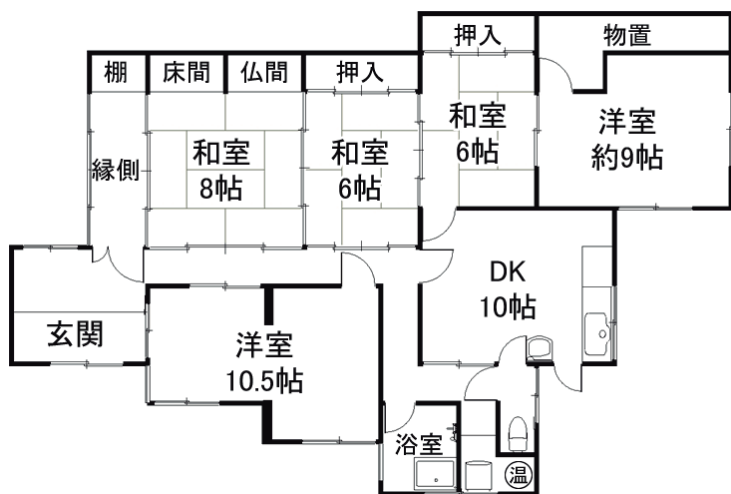 押入
物置
棚
床間
仏間
押入
和室
6帖
洋室
約9帖
縁側
和室
8帖
和室
6帖
DK
10帖
玄関
洋室
10.5帖
浴室
温